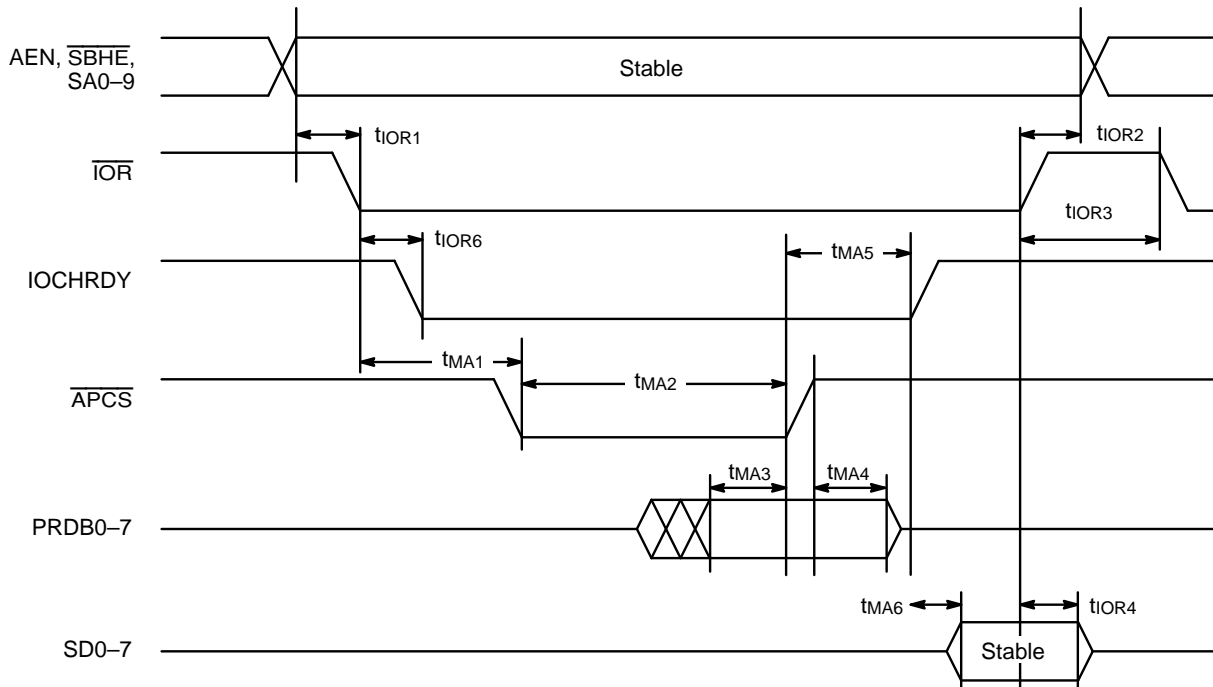 AEN, SBHE,
SA0–9
Stable
tIOR1
tIOR2
IOR
tIOR3
tIOR6
tMA5
IOCHRDY
tMA1
tMA2
APCS
tMA3
tMA4
PRDB0–7
tMA6
tIOR4
SD0–7
Stable